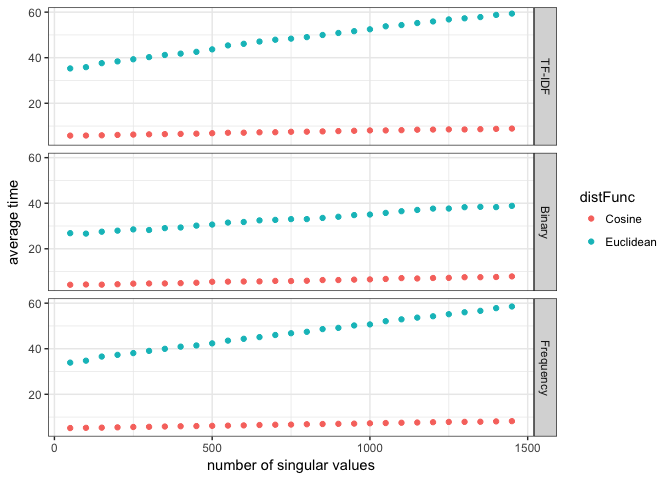 60
40
20
TF-IDF
60
40
20
Binary
60
40
20
Frequency
average time
0
500
1000
1500
number of singular values
distFunc
Cosine
Euclidean